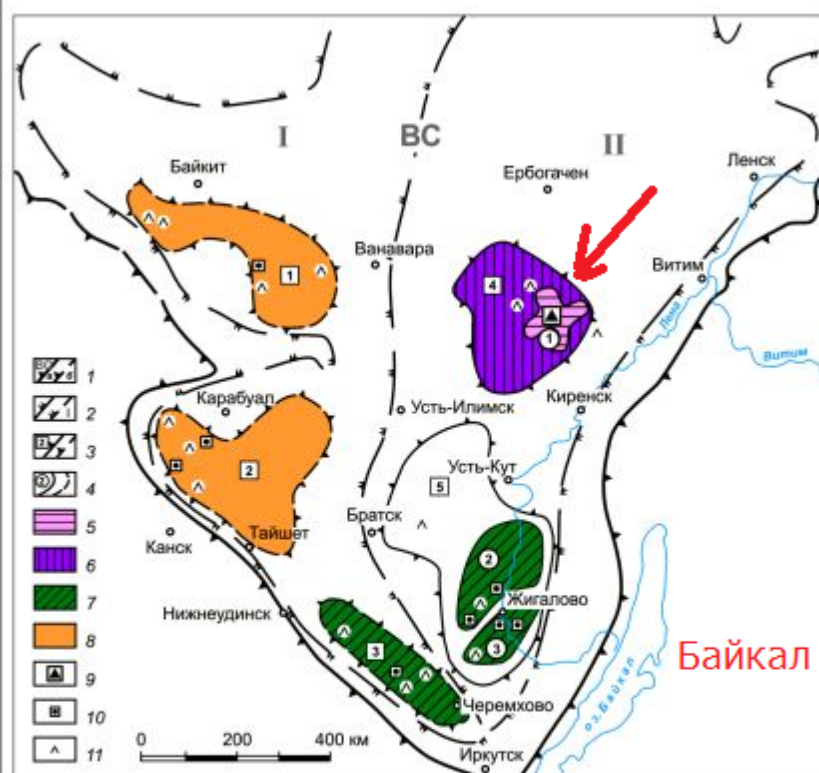 I
ВС
II
Байкит
Ербогачен
Ленск
Ванавара
Витим
1
4
1
Лена
Витим
Карабуал
Усть-Илимск
Киренск
2
5
Усть-Кут
Братск
Канск
Тайшет
2
Нижнеудинск
Жигалово
3
3
Байкал
оз.Байкал
Черемхово
Иркутск
1
2
3
4
5
6
7
8
9
10
11
0 200 400 км